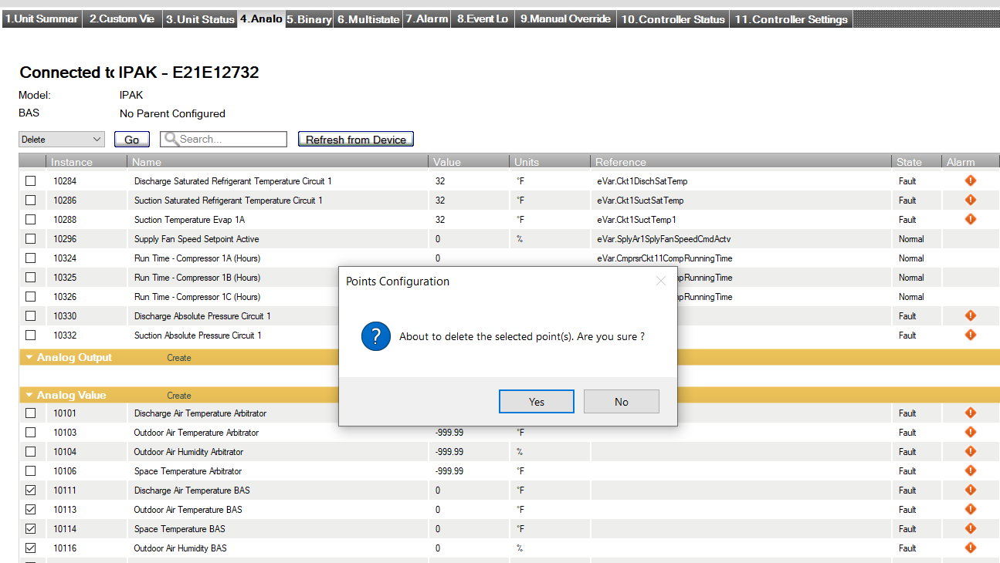 1.Unit Summar 2.Custom Vie 3.Unit Status 4.Analo 5.Binary 6.Multistate 7.Alarm 8.Event Lo 9.Manual Override 10.Controller Status 11.Controller Settings
Connected to IPAK - E21E12732
Model: IPAK
BAS No Parent Configured
Delete Go Search... Refresh from Device
Instance Name Value Units Reference State Alarm
10284 Discharge Saturated Refrigerant Temperature Circuit 1 32 °F eVar.Ckt1DischSatTemp Fault
10286 Suction Saturated Refrigerant Temperature Circuit 1 32 °F eVar.Ckt1SuctSatTemp Fault
10288 Suction Temperature Evap 1A 32 °F eVar.Ckt1SuctTemp1 Fault
10296 Supply Fan Speed Setpoint Active 0 % eVar.SplyAr1SplyFanSpeedCmdActv Normal
10324 Run Time - Compressor 1A (Hours) 0 eVar.CmprsrCkt11CompRunningTime Normal
10325 Run Time - Compressor 1B (Hours) pRunningTime Normal
10326 Run Time - Compressor 1C (Hours) pRunningTime Normal
10330 Discharge Absolute Pressure Circuit 1 Fault
10332 Suction Absolute Pressure Circuit 1 Fault
Points Configuration
? About to delete the selected point(s). Are you sure ?
Yes No
Analog Output Create
Analog Value Create
10101 Discharge Air Temperature Arbitrator Fault
10103 Outdoor Air Temperature Arbitrator -999.99 °F Fault
10104 Outdoor Air Humidity Arbitrator -999.99 % Fault
10106 Space Temperature Arbitrator -999.99 °F Fault
10111 Discharge Air Temperature BAS 0 °F Fault
10113 Outdoor Air Temperature BAS 0 °F Fault
10114 Space Temperature BAS 0 °F Fault
10116 Outdoor Air Humidity BAS 0 % Fault